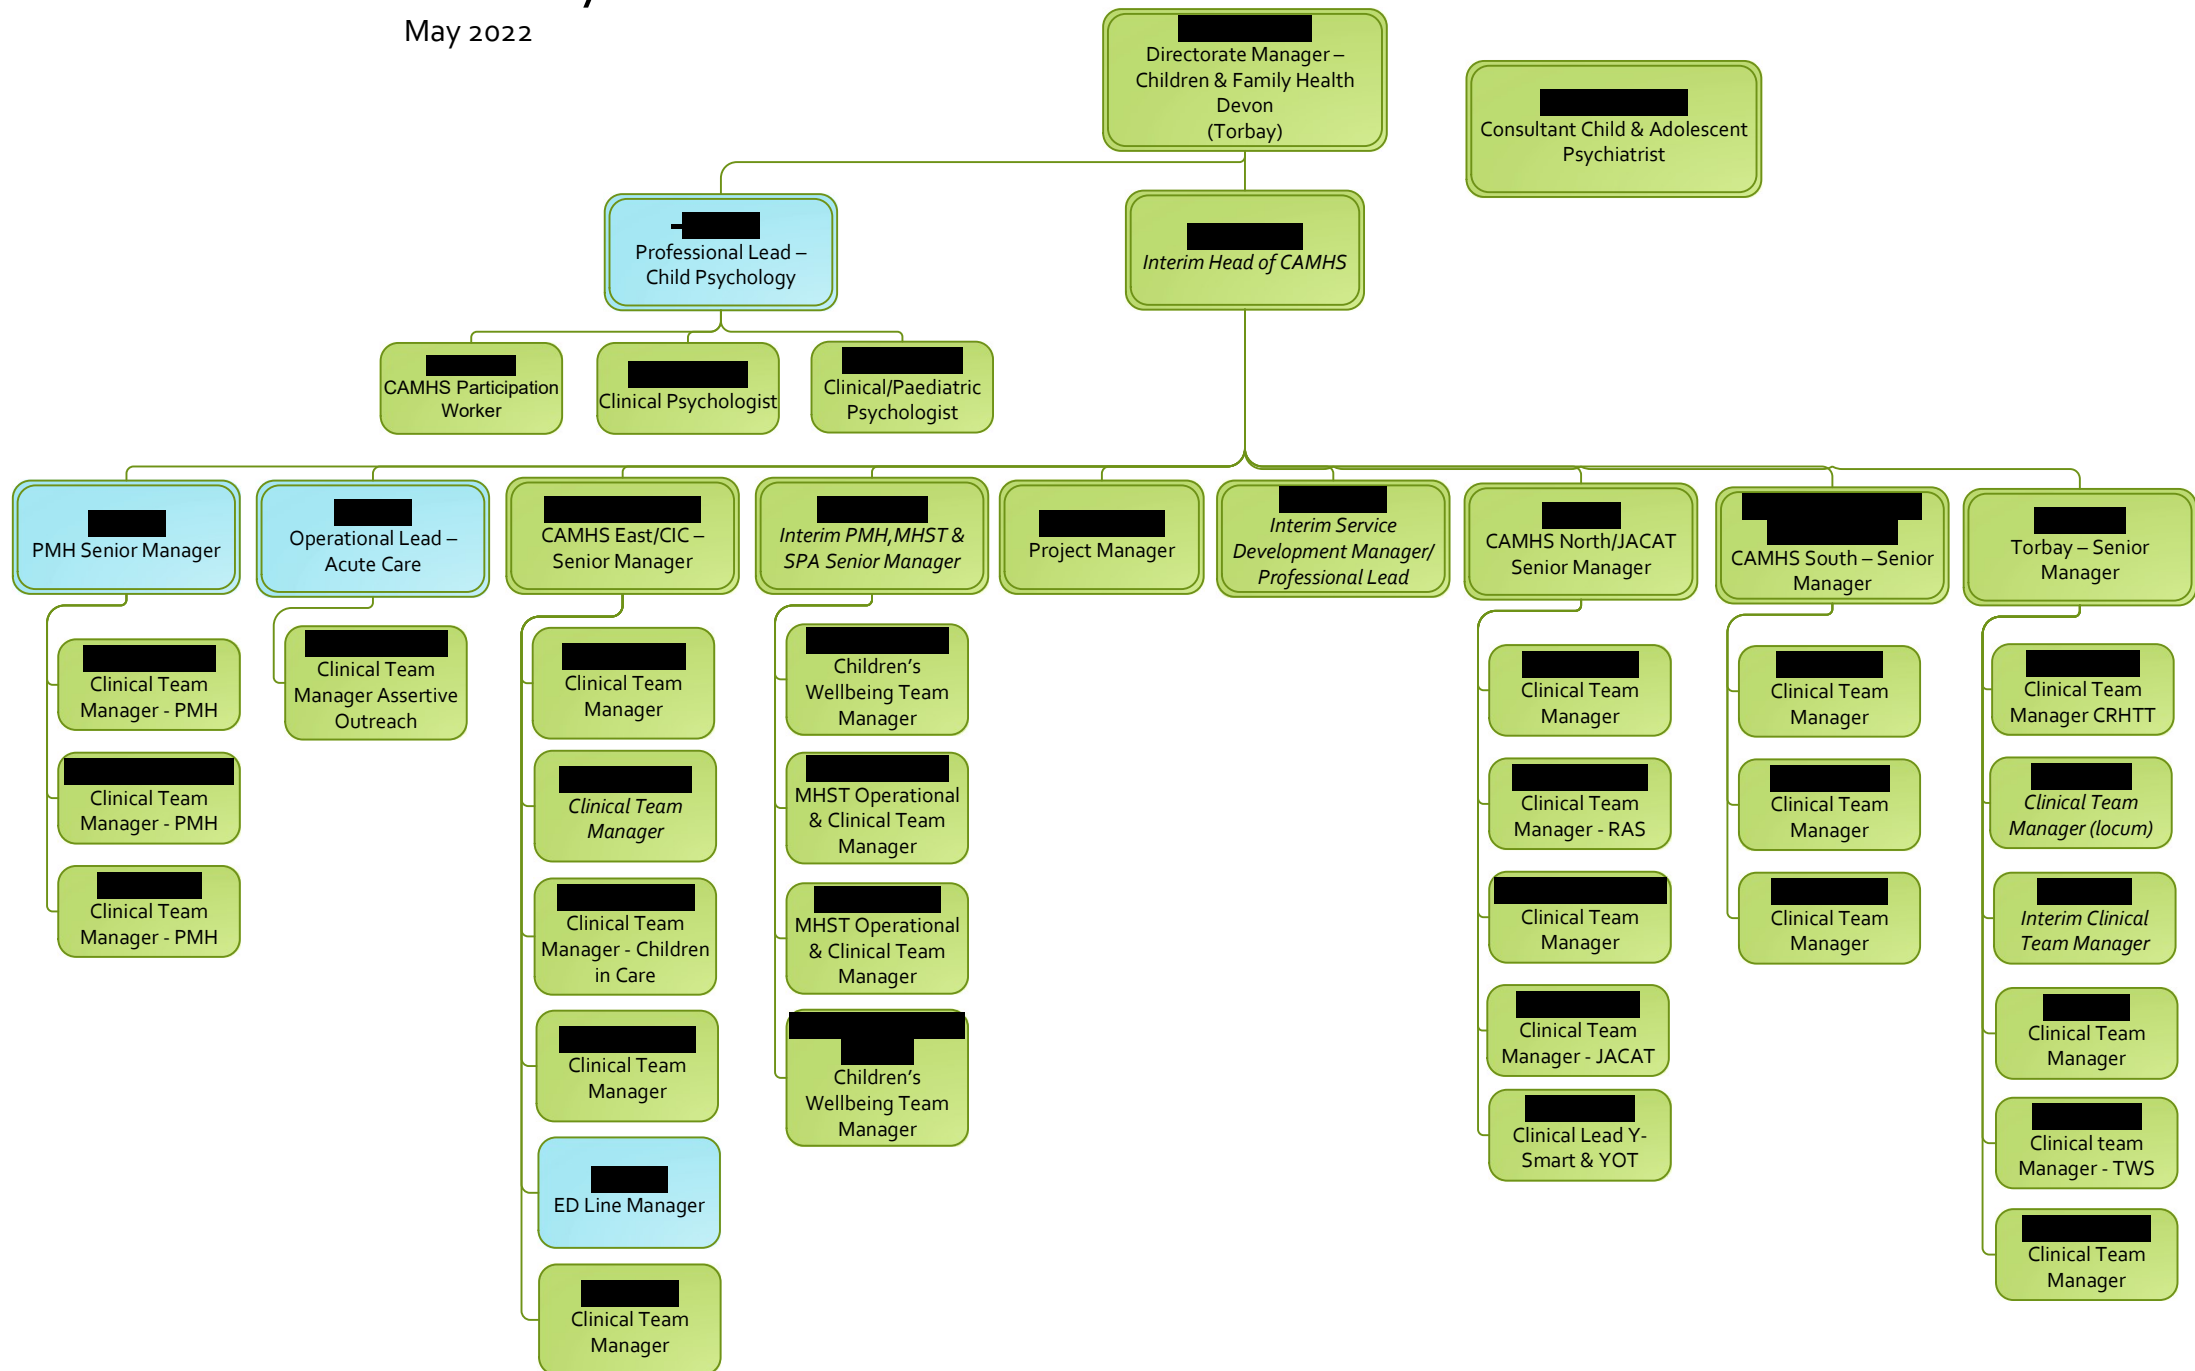 May 2022
Directorate Manager –
Children & Family Health
Devon
(Torbay)
Consultant Child & Adolescent
Psychiatrist
Professional Lead –
Child Psychology
Interim Head of CAMHS
CAMHS Participation
Worker
Clinical Psychologist
Clinical/Paediatric
Psychologist
PMH Senior Manager
Operational Lead –
Acute Care
CAMHS East/CIC –
Senior Manager
Interim PMH,MHST &
SPA Senior Manager
Project Manager
Interim Service
Development Manager/
Professional Lead
CAMHS North/JACAT
Senior Manager
CAMHS South – Senior
Manager
Torbay – Senior
Manager
Clinical Team
Manager - PMH
Clinical Team
Manager - PMH
Clinical Team
Manager - PMH
Clinical Team
Manager Assertive
Outreach
Clinical Team
Manager
Clinical Team
Manager
Clinical Team
Manager - Children
in Care
Clinical Team
Manager
ED Line Manager
Clinical Team
Manager
Children's
Wellbeing Team
Manager
MHST Operational
& Clinical Team
Manager
MHST Operational
& Clinical Team
Manager
Children's
Wellbeing Team
Manager
Clinical Team
Manager
Clinical Team
Manager - RAS
Clinical Team
Manager
Clinical Team
Manager - JACAT
Clinical Lead Y-
Smart & YOT
Clinical Team
Manager
Clinical Team
Manager
Clinical Team
Manager
Clinical Team
Manager CRHTT
Clinical Team
Manager (locum)
Interim Clinical
Team Manager
Clinical Team
Manager
Clinical team
Manager - TWS
Clinical Team
Manager